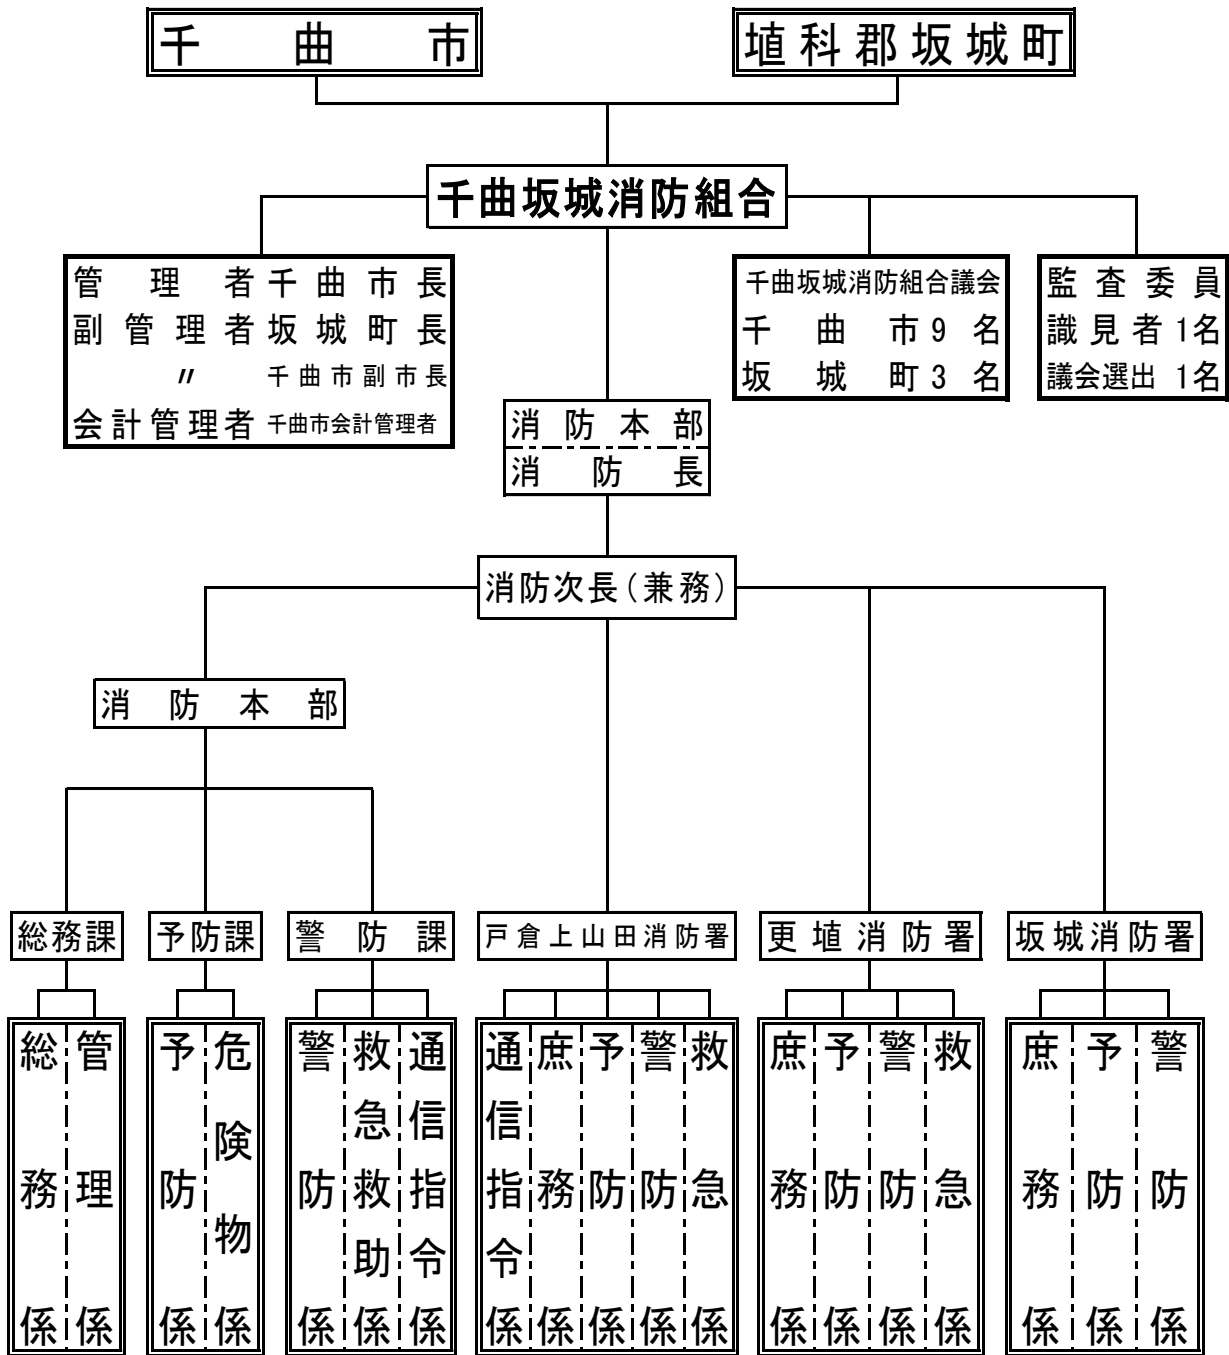 千曲市
埴科郡坂城町
千曲坂城消防組合
管理者 千曲市長
副管理者 坂城町長
〃 千曲市副市長
会計管理者 千曲市会計管理者
千曲坂城消防組合議会
千曲市 9名
坂城町 3名
監査委員
識見者 1名
議会選出 1名
消防本部
消防長
消防次長(兼務)
消防本部
総務課
予防課
警防課
戸倉上山田消防署
更埴消防署
坂城消防署
総務係
管理係
予防係
危険物係
警防係
救急救助係
通信指令係
通信指令係
庶務係
予防係
警防係
救急係
庶務係
予防係
警防係
救急係
庶務係
予防係
警防係